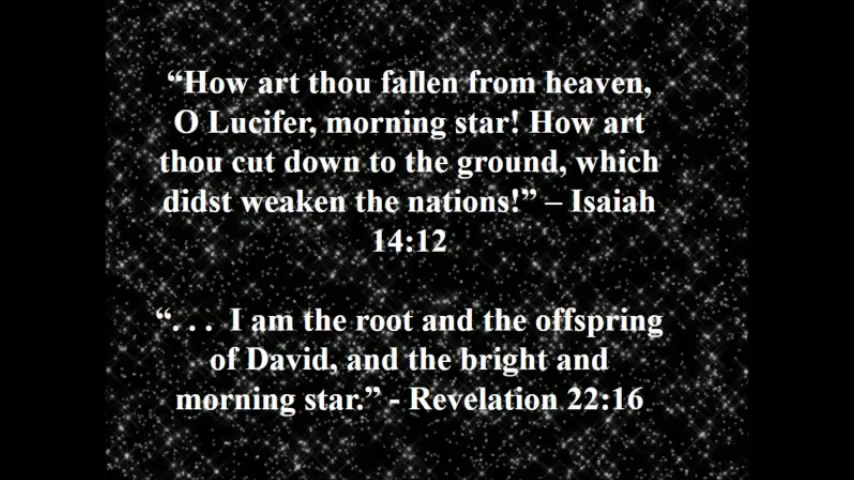 “How art thou fallen from heaven,
O Lucifer, morning star! How art
thou cut down to the ground, which
didst weaken the nations!” – Isaiah
14:12
“. . .  I am the root and the offspring
of David, and the bright and
morning star.” - Revelation 22:16